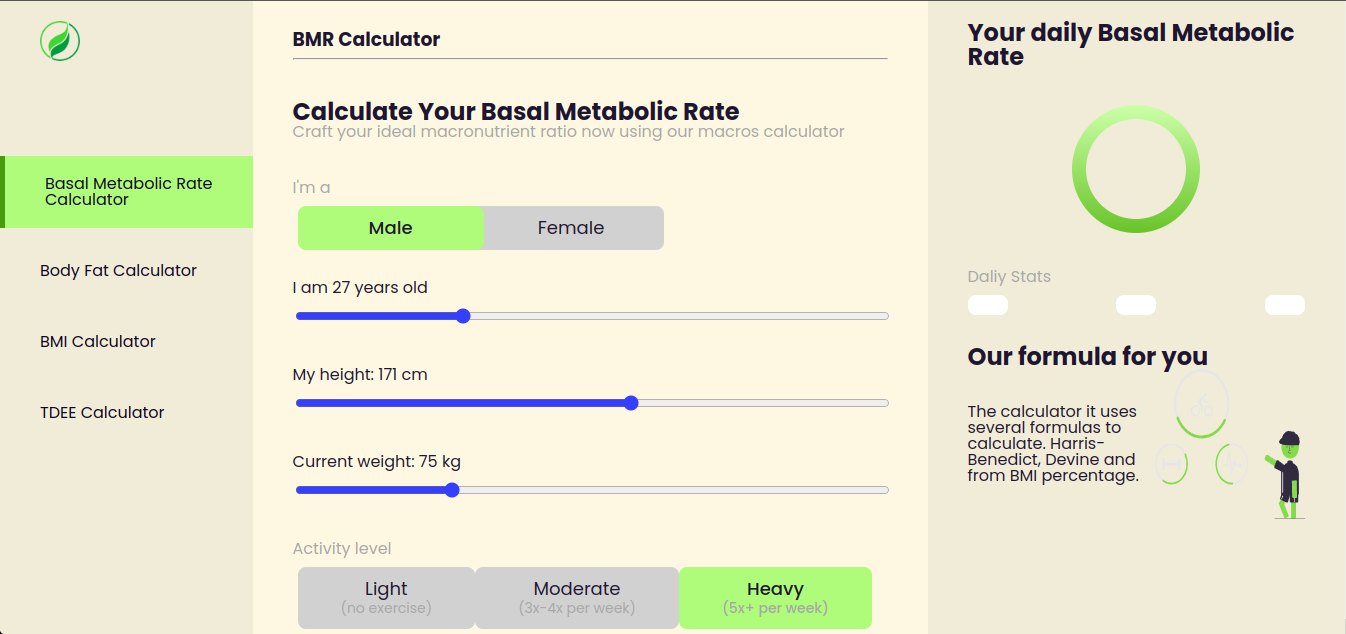 BMR Calculator
Calculate Your Basal Metabolic Rate
Craft your ideal macronutrient ratio now using our macros calculator
Basal Metabolic Rate
Calculator
Body Fat Calculator
BMI Calculator
TDEE Calculator
I'm a
Male
Female
I am 27 years old
My height: 171 cm
Current weight: 75 kg
Activity level
Light
(no exercise)
Moderate
(3x-4x per week)
Heavy
(5x+ per week)
Your daily Basal Metabolic
Rate
Daliy Stats
Our formula for you
The calculator it uses
several formulas to
calculate. Harris-
Benedict, Devine and
from BMI percentage.